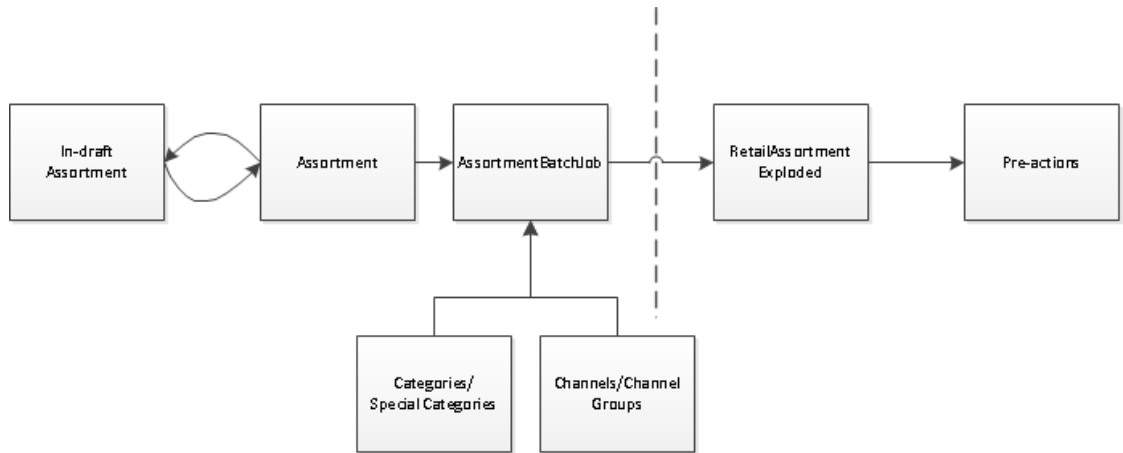 In-draft
Assortment
Assortment
AssortmentBatchJob
RetailAssortment
Exploded
Pre-actions
Categories/
Special Categories
Channels/Channel
Groups